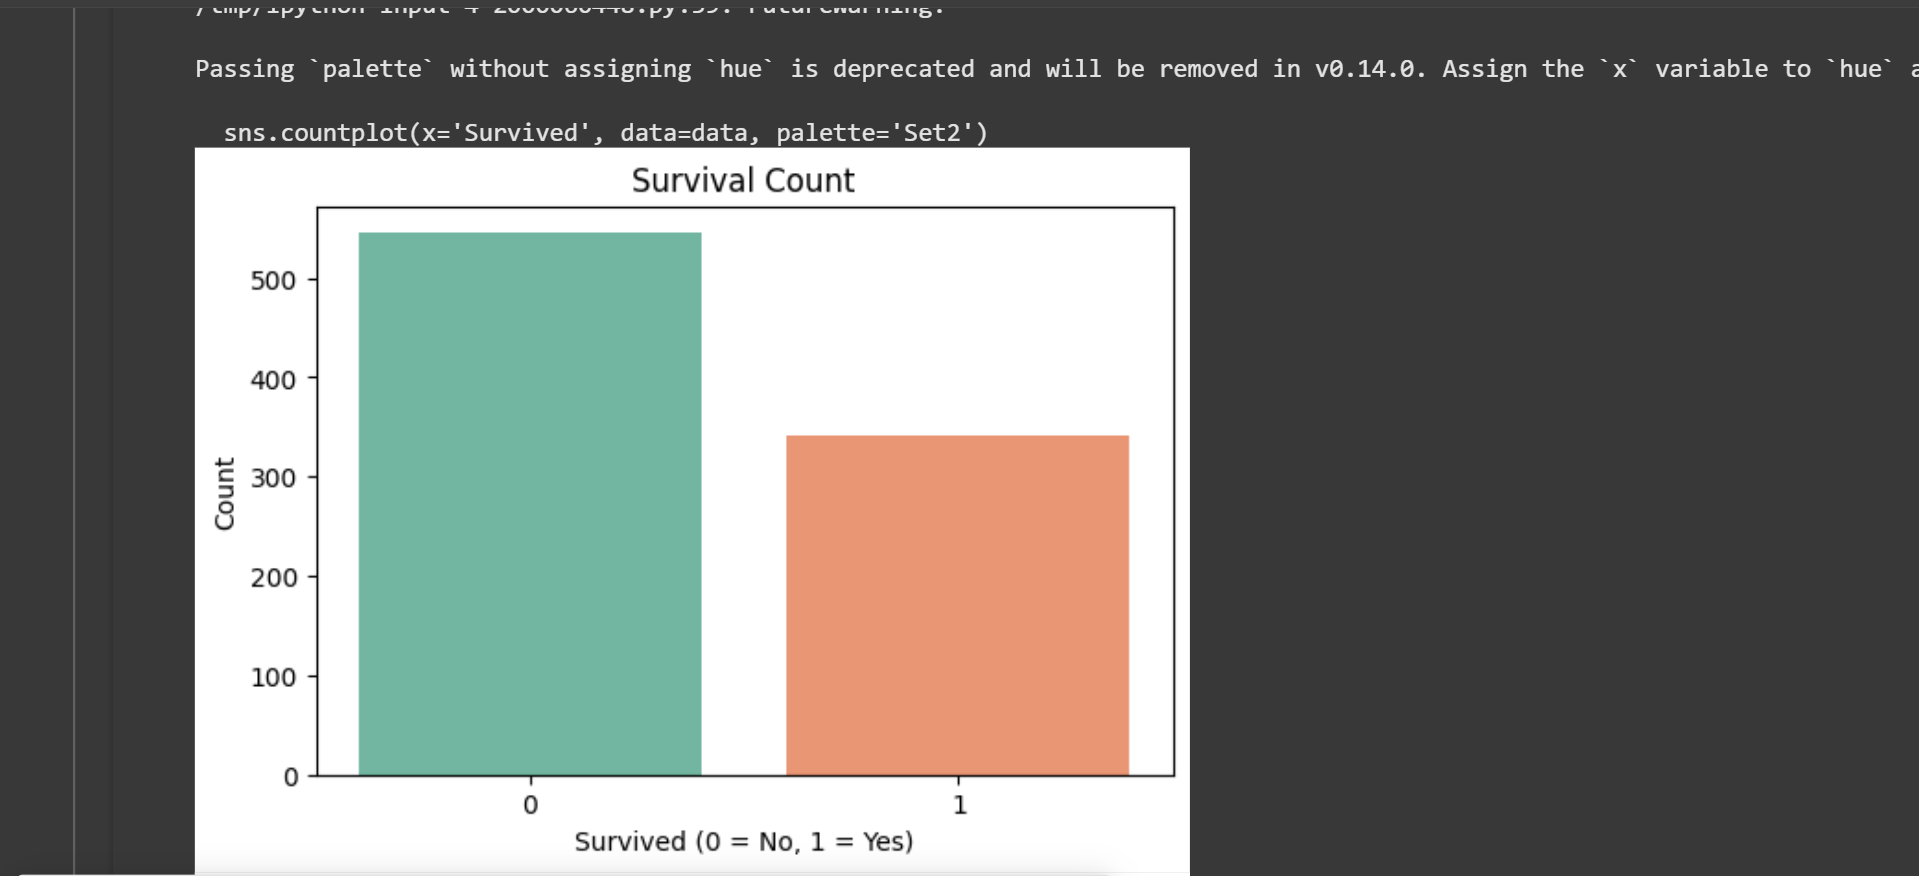 Passing `palette` without assigning `hue` is deprecated and will be removed in v0.14.0. Assign the `x` variable to `hue`
sns.countplot(x='Survived', data=data, palette='Set2')
Survival Count
500
400
300
200
100
0
Count
0 1
Survived (0 = No, 1 = Yes)